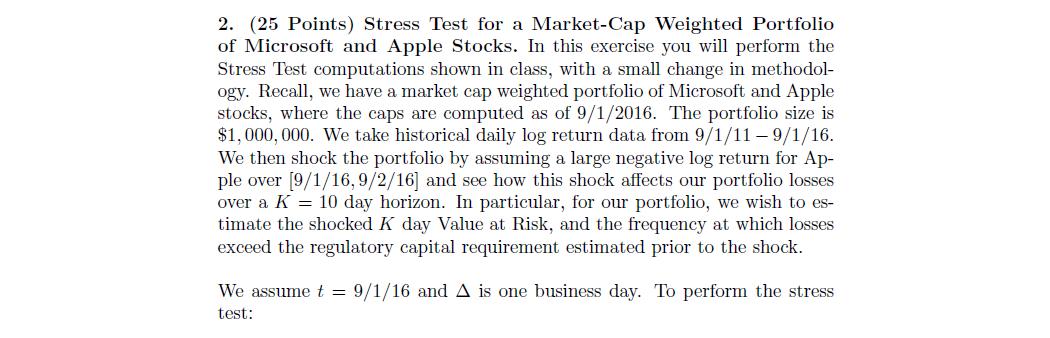 2. (25 Points) Stress Test for a Market-Cap Weighted Portfolio
of Microsoft and Apple Stocks. In this exercise you will perform the
Stress Test computations shown in class, with a small change in methodol-
ogy. Recall, we have a market cap weighted portfolio of Microsoft and Apple
stocks, where the caps are computed as of 9/1/2016. The portfolio size is
$1, 000, 000. We take historical daily log return data from 9/1/11 – 9/1/16.
We then shock the portfolio by assuming a large negative log return for Ap-
ple over [9/1/16, 9/2/16] and see how this shock affects our portfolio losses
over a K = 10 day horizon. In particular, for our portfolio, we wish to es-
timate the shocked K day Value at Risk, and the frequency at which losses
exceed the regulatory capital requirement estimated prior to the shock.
We assume t = 9/1/16 and Δ is one business day. To perform the stress
test: